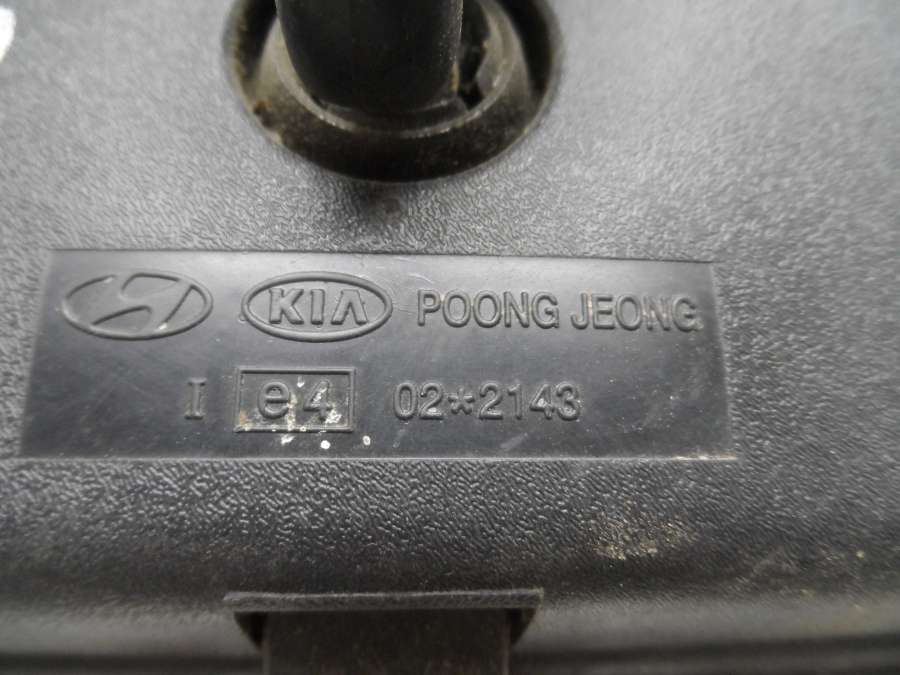 KIA POONG JEONG
I e4 02*2143